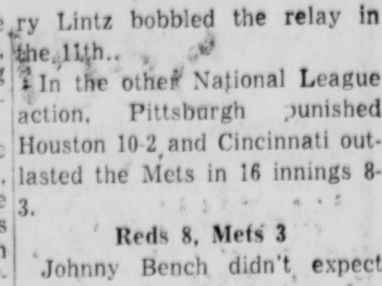 ry Lintz bobbled the relay in
the 11th..
In the other National League
action, Pittsburgh punished
Houston 10-2 and Cincinnati out-
lasted the Mets in 16 innings 8-
3.
Reds 8, Mets 3
Johnny Bench didn't expect